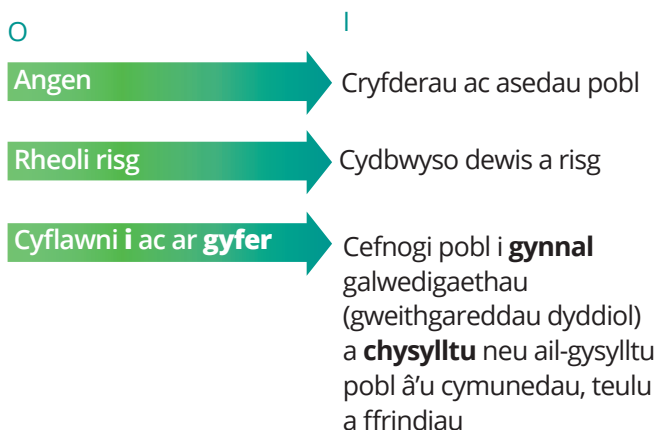 O
I
Angen
Cryfderau ac asedau pobl
Rheoli risg
Cydbwyso dewis a risg
Cyflawni i ac ar gyfer
Cefnogi pobl i gynnal
galwedigaethau
(gweithgareddau dyddiol)
a chysylltu neu ail-gysylltu
pobl â’u cymunedau, teulu
a ffrindiau